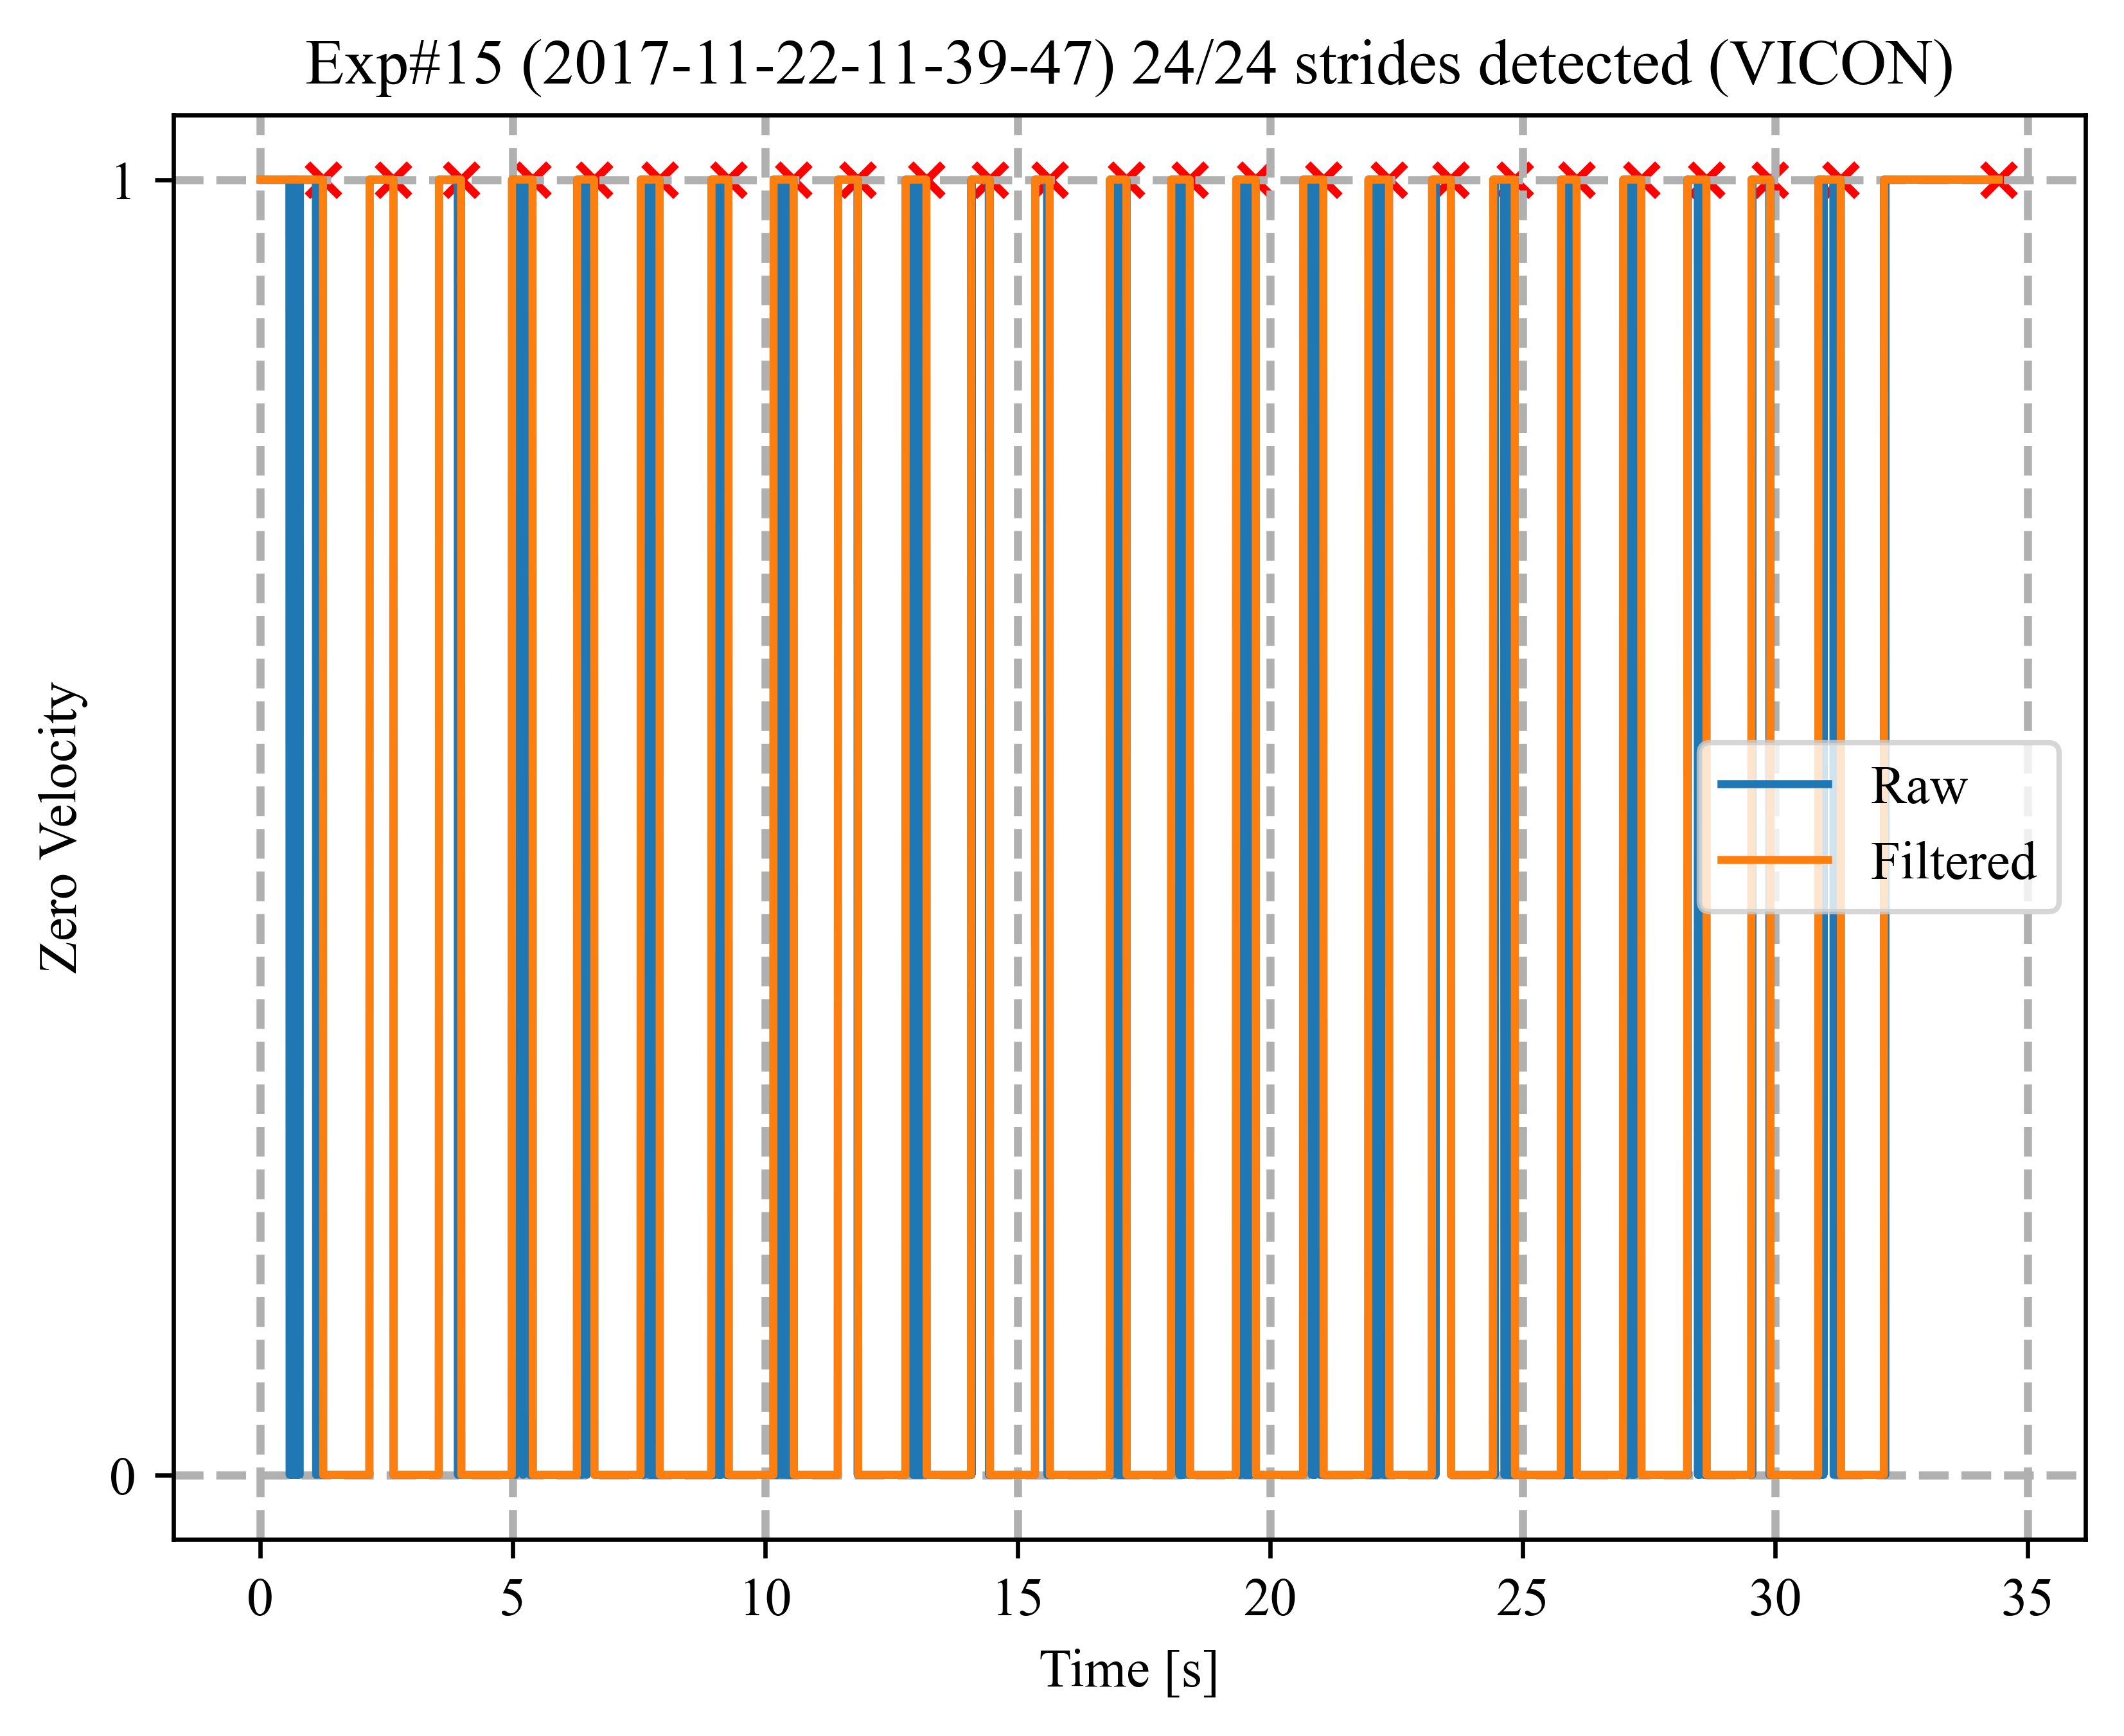 Exp#15 (2017-11-22-11-39-47) 24/24 strides detected (VICON)
1
Zero Velocity
Raw
Filtered
0
0 5 10 15 20 25 30 35
Time [s]